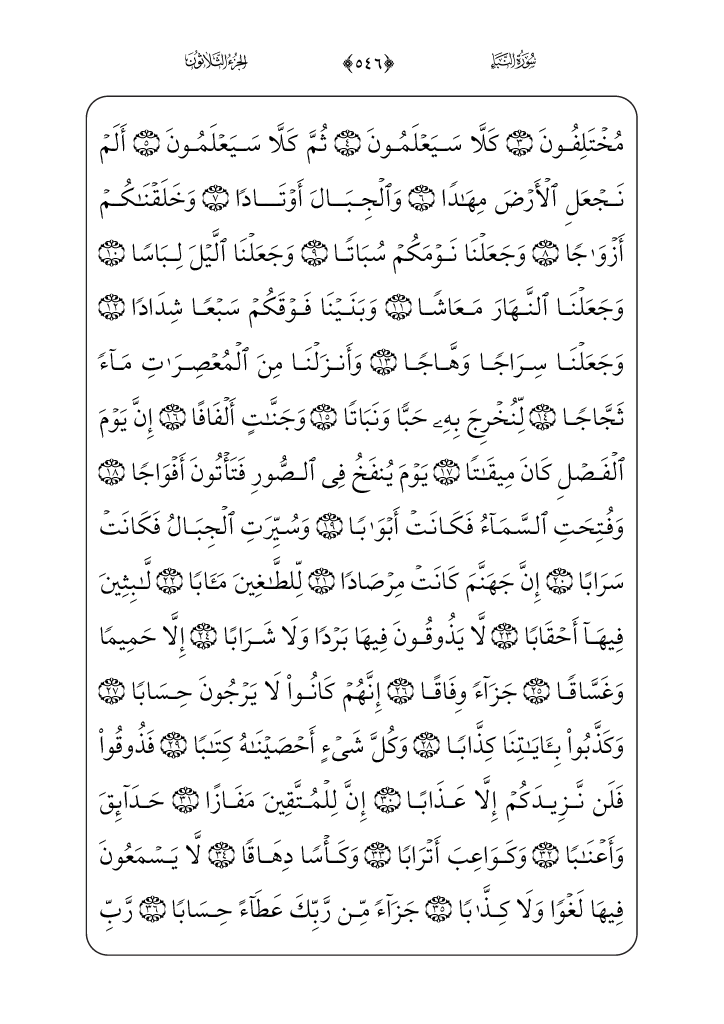 سُورَةُ النَّبَإِ ﴿٥٤٦﴾ الجُزْءُ الثَّلَاثُونَ
مُخۡتَلِفُونَ ٣ كَلَّا سَيَعۡلَمُونَ ٤ ثُمَّ كَلَّا سَيَعۡلَمُونَ ٥ أَلَمۡ
نَجۡعَلِ ٱلۡأَرۡضَ مِهَٰدٗا ٦ وَٱلۡجِبَالَ أَوۡتَادٗا ٧ وَخَلَقۡنَٰكُمۡ
أَزۡوَٰجٗا ٨ وَجَعَلۡنَا نَوۡمَكُمۡ سُبَاتٗا ٩ وَجَعَلۡنَا ٱلَّيۡلَ لِبَاسٗا ١٠
وَجَعَلۡنَا ٱلنَّهَارَ مَعَاشٗا ١١ وَبَنَيۡنَا فَوۡقَكُمۡ سَبۡعٗا شِدَادٗا ١٢
وَجَعَلۡنَا سِرَاجٗا وَهَّاجٗا ١٣ وَأَنزَلۡنَا مِنَ ٱلۡمُعۡصِرَٰتِ مَآءٗ
ثَجَّاجٗا ١٤ لِّنُخۡرِجَ بِهِۦ حَبّٗا وَنَبَاتٗا ١٥ وَجَنَّٰتٍ أَلۡفَافًا ١٦ إِنَّ يَوۡمَ
ٱلۡفَصۡلِ كَانَ مِيقَٰتٗا ١٧ يَوۡمَ يُنفَخُ فِي ٱلصُّورِ فَتَأۡتُونَ أَفۡوَاجٗا ١٨
وَفُتِحَتِ ٱلسَّمَآءُ فَكَانَتۡ أَبۡوَٰبٗا ١٩ وَسُيِّرَتِ ٱلۡجِبَالُ فَكَانَتۡ
سَرَابًا ٢٠ إِنَّ جَهَنَّمَ كَانَتۡ مِرۡصَادٗا ٢١ لِّلطَّٰغِينَ مَـَٔابٗا ٢٢ لَّٰبِثِينَ
فِيهَآ أَحۡقَابٗا ٢٣ لَّا يَذُوقُونَ فِيهَا بَرۡدٗا وَلَا شَرَابًا ٢٤ إِلَّا حَمِيمٗا
وَغَسَّاقٗا ٢٥ جَزَآءٗ وِفَاقًا ٢٦ إِنَّهُمۡ كَانُواْ لَا يَرۡجُونَ حِسَابٗا ٢٧
وَكَذَّبُواْ بِـَٔايَٰتِنَا كِذَّابٗا ٢٨ وَكُلَّ شَيۡءٍ أَحۡصَيۡنَٰهُ كِتَٰبٗا ٢٩ فَذُوقُواْ
فَلَن نَّزِيدَكُمۡ إِلَّا عَذَابًا ٣٠ إِنَّ لِلۡمُتَّقِينَ مَفَازًا ٣١ حَدَآئِقَ
وَأَعۡنَٰبٗا ٣٢ وَكَوَاعِبَ أَتۡرَابٗا ٣٣ وَكَأۡسٗا دِهَاقٗا ٣٤ لَّا يَسۡمَعُونَ
فِيهَا لَغۡوٗا وَلَا كِذَّٰبٗا ٣٥ جَزَآءٗ مِّن رَّبِّكَ عَطَآءً حِسَابٗا ٣٦ رَّبِّ